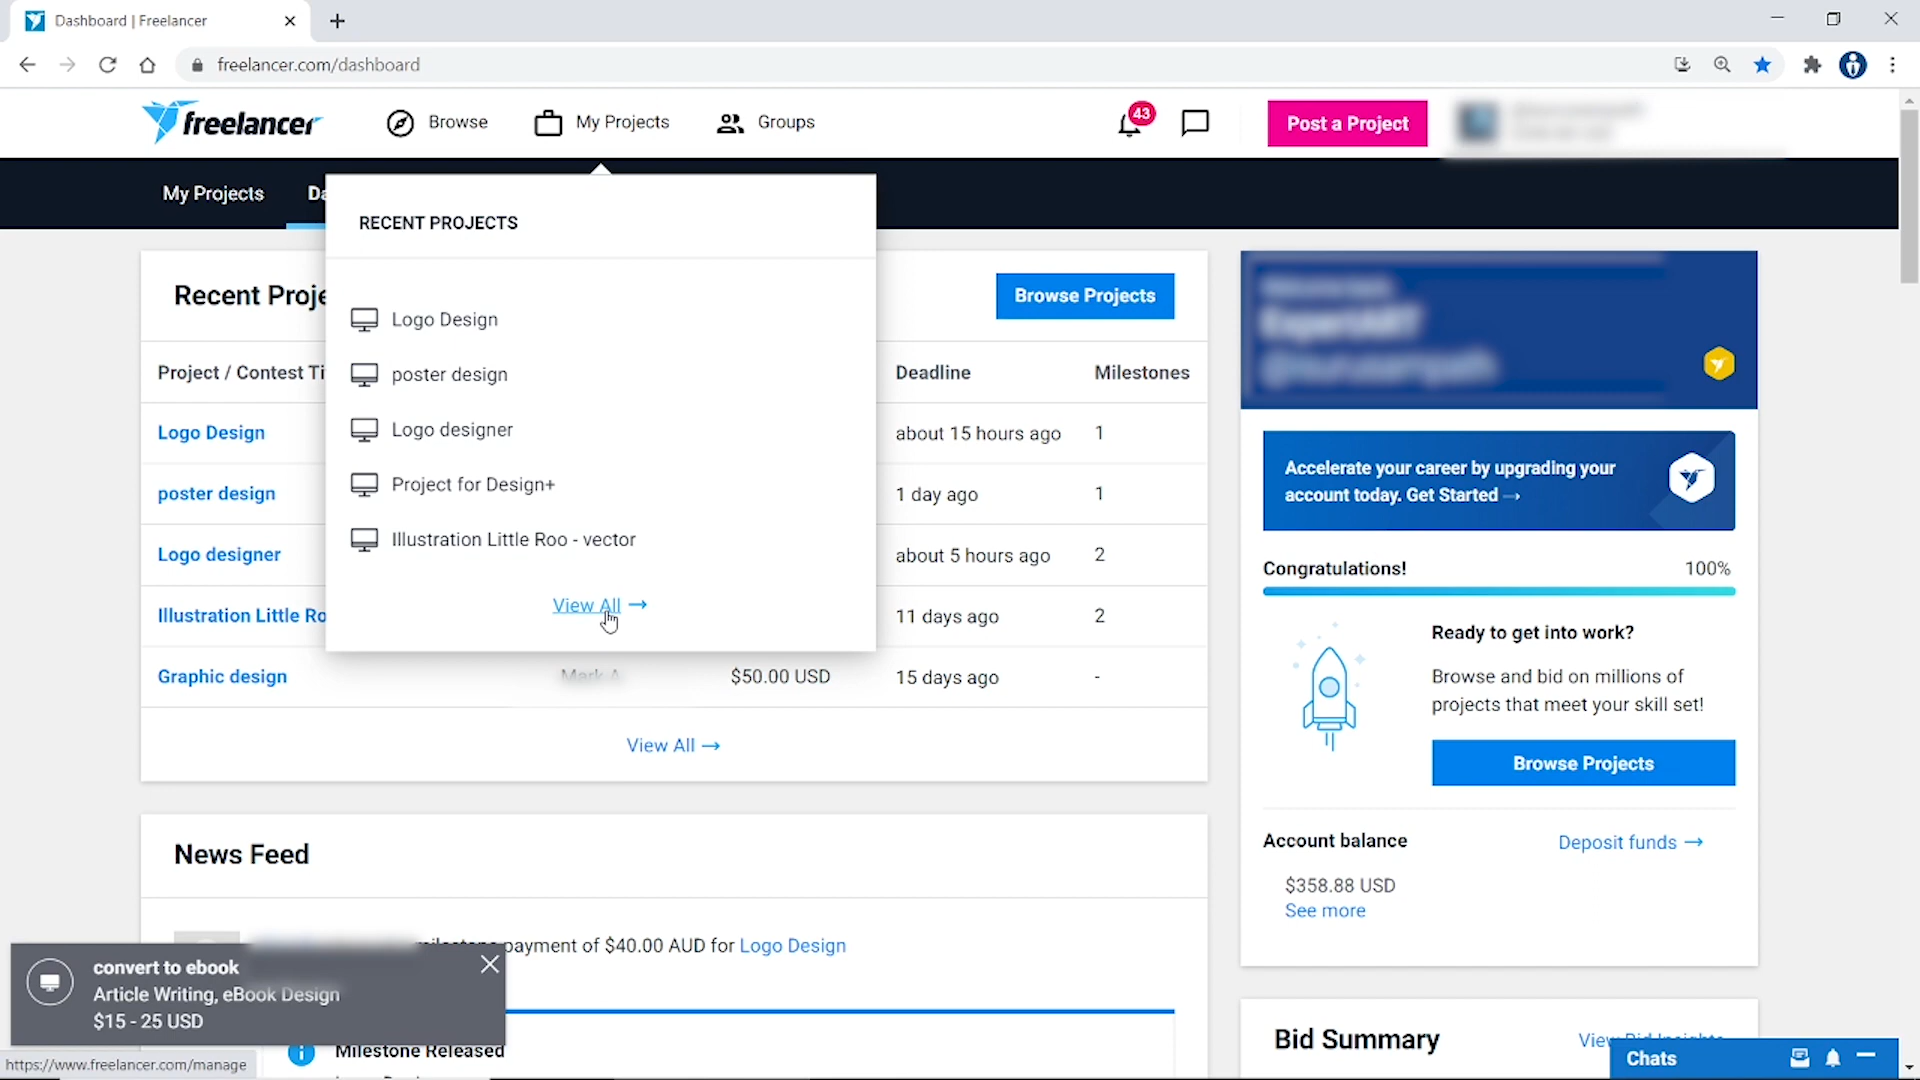 Dashboard | Freelancer
freelancer.com/dashboard
freelancer
Browse
My Projects
Groups
43
Post a Project
My Projects
Da
RECENT PROJECTS
Logo Design
poster design
Logo designer
Project for Design+
Illustration Little Roo - vector
View All →
Recent Proje
Browse Projects
Project / Contest Ti
Deadline
Milestones
Logo Design
about 15 hours ago
1
poster design
1 day ago
1
Logo designer
about 5 hours ago
2
Illustration Little Ro
11 days ago
2
Graphic design
Mark A
$50.00 USD
15 days ago
-
View All →
News Feed
milestone payment of $40.00 AUD for Logo Design
Milestone Released
convert to ebook
Article Writing, eBook Design
$15 - 25 USD
https://www.freelancer.com/manage
ExpertART
Accelerate your career by upgrading your
account today. Get Started →
Congratulations!
100%
Ready to get into work?
Browse and bid on millions of
projects that meet your skill set!
Browse Projects
Account balance
Deposit funds →
$358.88 USD
See more
Bid Summary
View Bid Insights
Chats